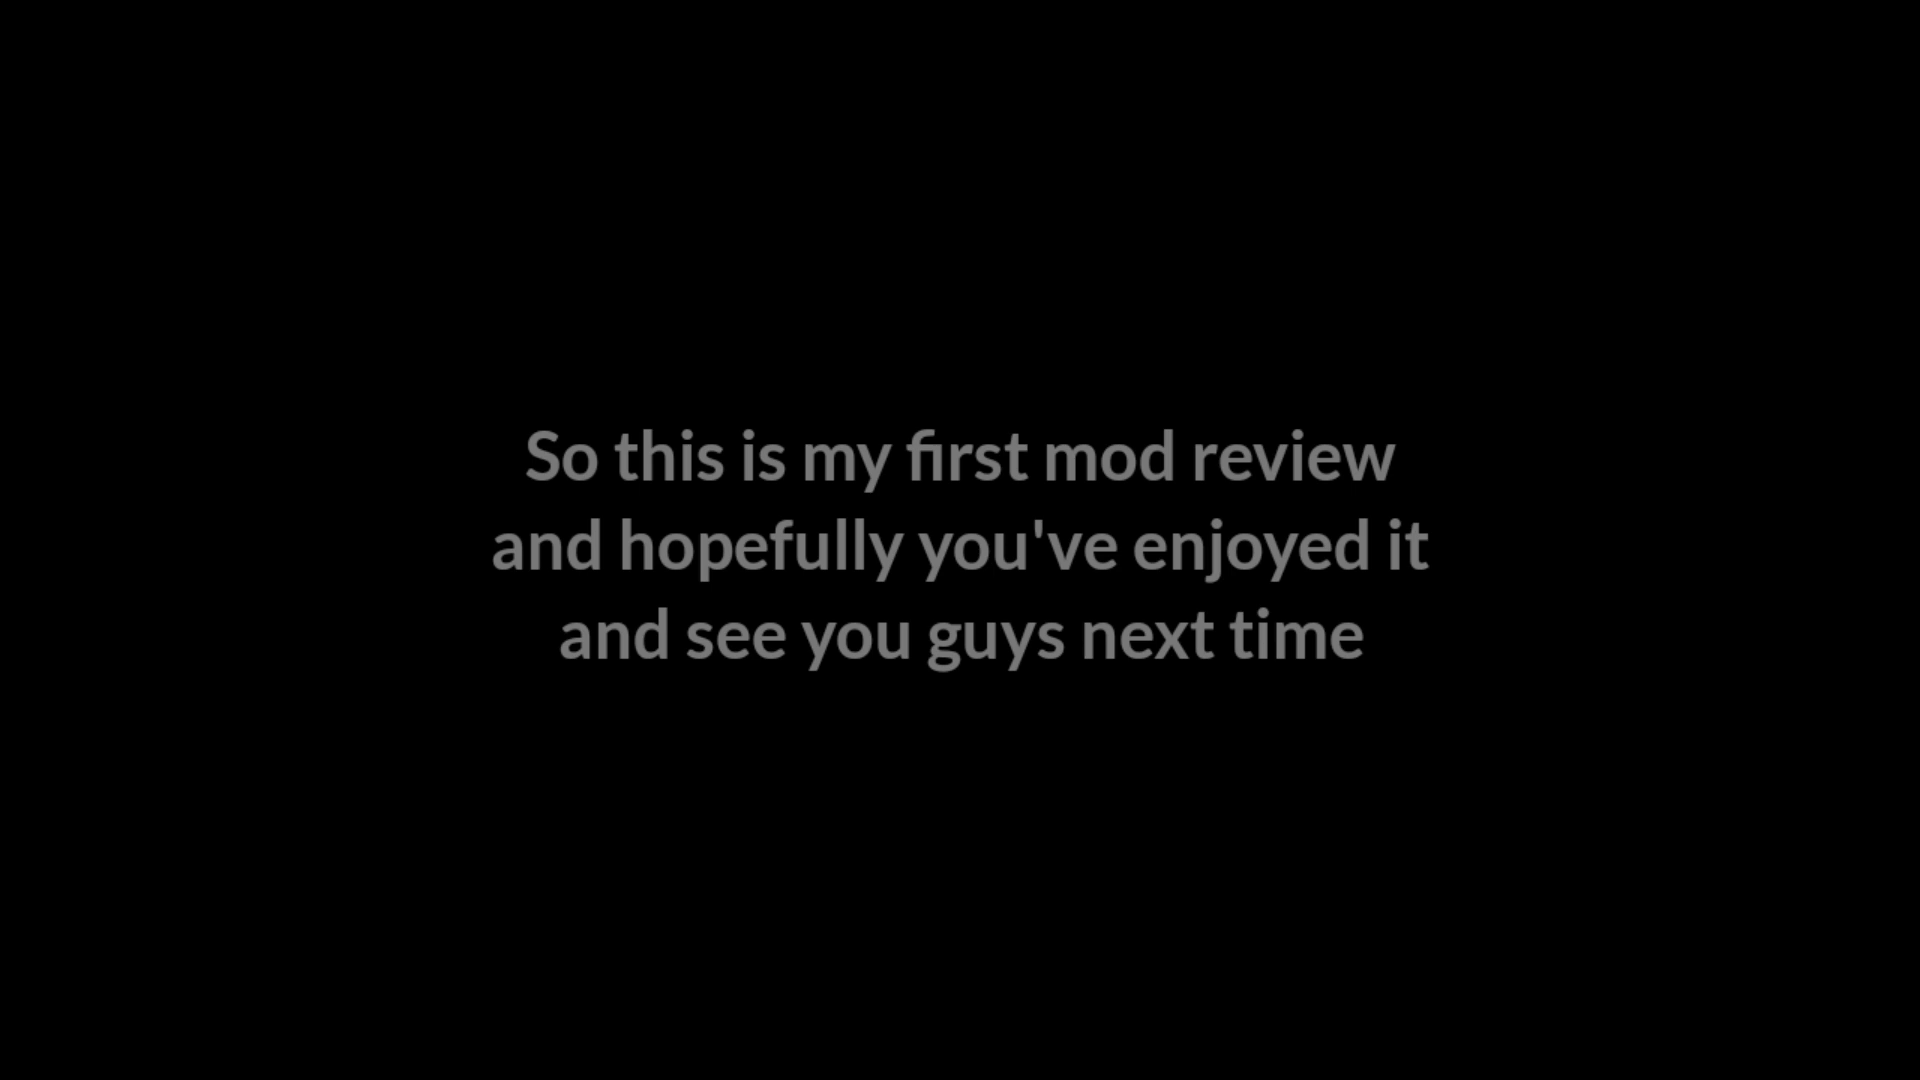 So this is my first mod review
and hopefully you've enjoyed it
and see you guys next time